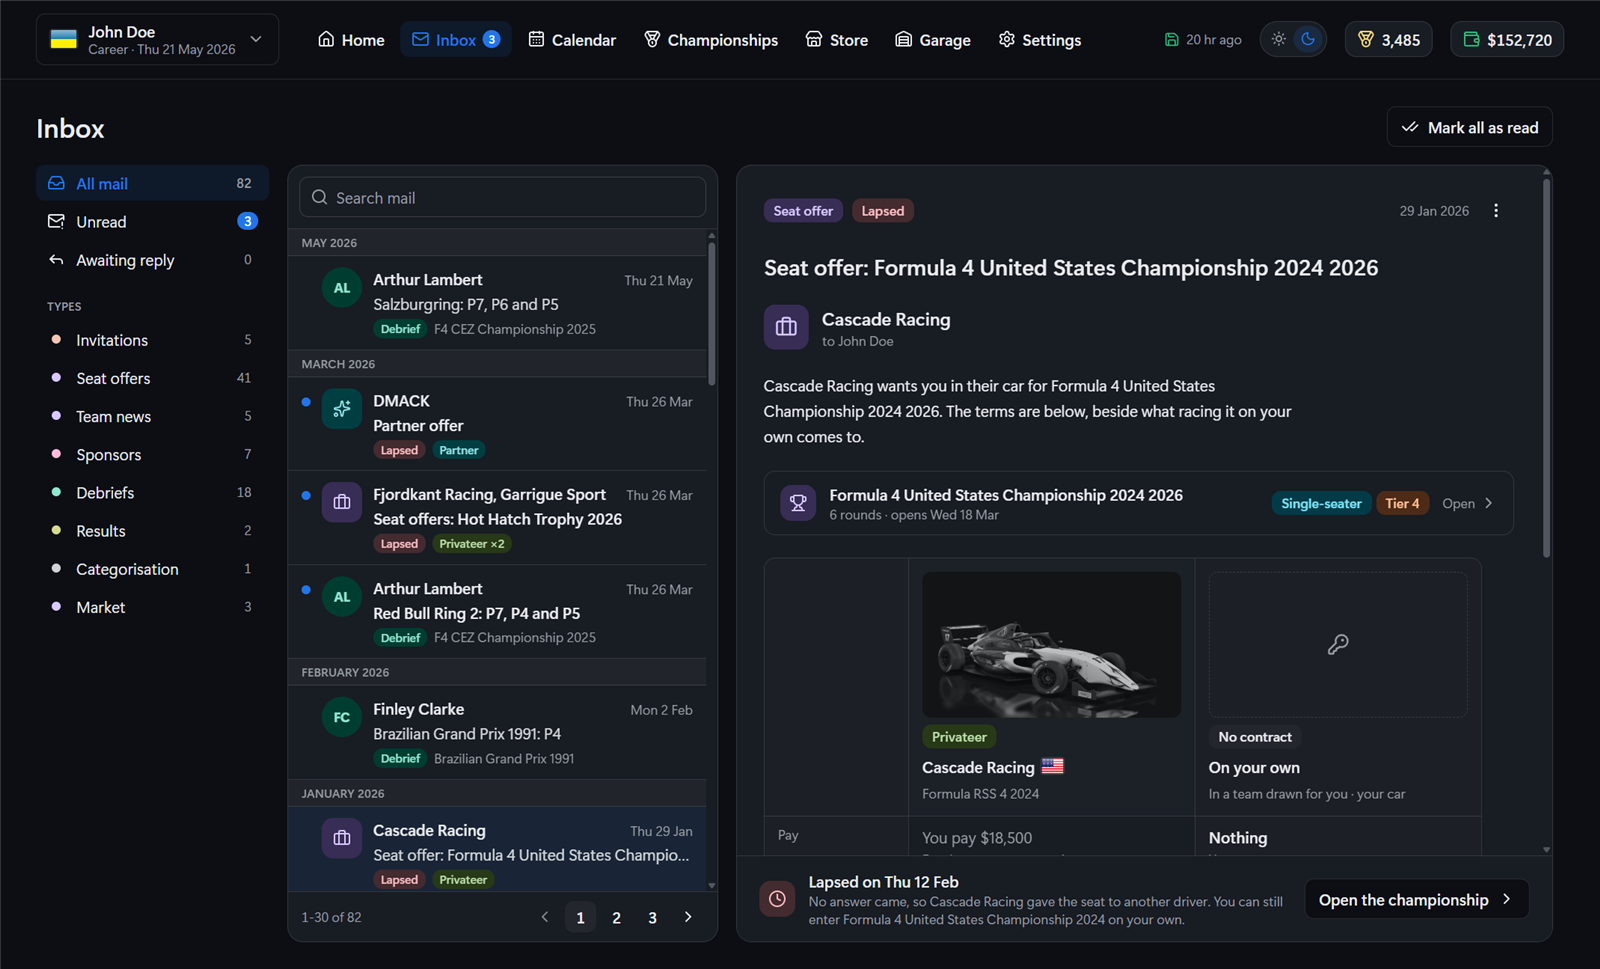 John Doe
Career · Thu 21 May 2026
Home
Inbox 3
Calendar
Championships
Store
Garage
Settings
20 hr ago
3,485
$152,720
Inbox
Mark all as read
All mail 82
Unread 3
Awaiting reply 0
TYPES
Invitations 5
Seat offers 41
Team news 5
Sponsors 7
Debriefs 18
Results 2
Categorisation 1
Market 3
Search mail
MAY 2026
AL
Arthur Lambert Thu 21 May
Salzburgring: P7, P6 and P5
Debrief F4 CEZ Championship 2025
MARCH 2026
DMACK Thu 26 Mar
Partner offer
Lapsed Partner
Fjordkant Racing, Garrigue Sport Thu 26 Mar
Seat offers: Hot Hatch Trophy 2026
Lapsed Privateer ×2
AL
Arthur Lambert Thu 26 Mar
Red Bull Ring 2: P7, P4 and P5
Debrief F4 CEZ Championship 2025
FEBRUARY 2026
FC
Finley Clarke Mon 2 Feb
Brazilian Grand Prix 1991: P4
Debrief Brazilian Grand Prix 1991
JANUARY 2026
Cascade Racing Thu 29 Jan
Seat offer: Formula 4 United States Champio...
Lapsed Privateer
1-30 of 82
1 2 3
Seat offer Lapsed 29 Jan 2026
Seat offer: Formula 4 United States Championship 2024 2026
Cascade Racing
to John Doe
Cascade Racing wants you in their car for Formula 4 United States
Championship 2024 2026. The terms are below, beside what racing it on your
own comes to.
Formula 4 United States Championship 2024 2026
6 rounds · opens Wed 18 Mar
Single-seater Tier 4 Open
Privateer
Cascade Racing
Formula RSS 4 2024
No contract
On your own
In a team drawn for you · your car
Pay You pay $18,500 Nothing
Lapsed on Thu 12 Feb
No answer came, so Cascade Racing gave the seat to another driver. You can still
enter Formula 4 United States Championship 2024 on your own.
Open the championship